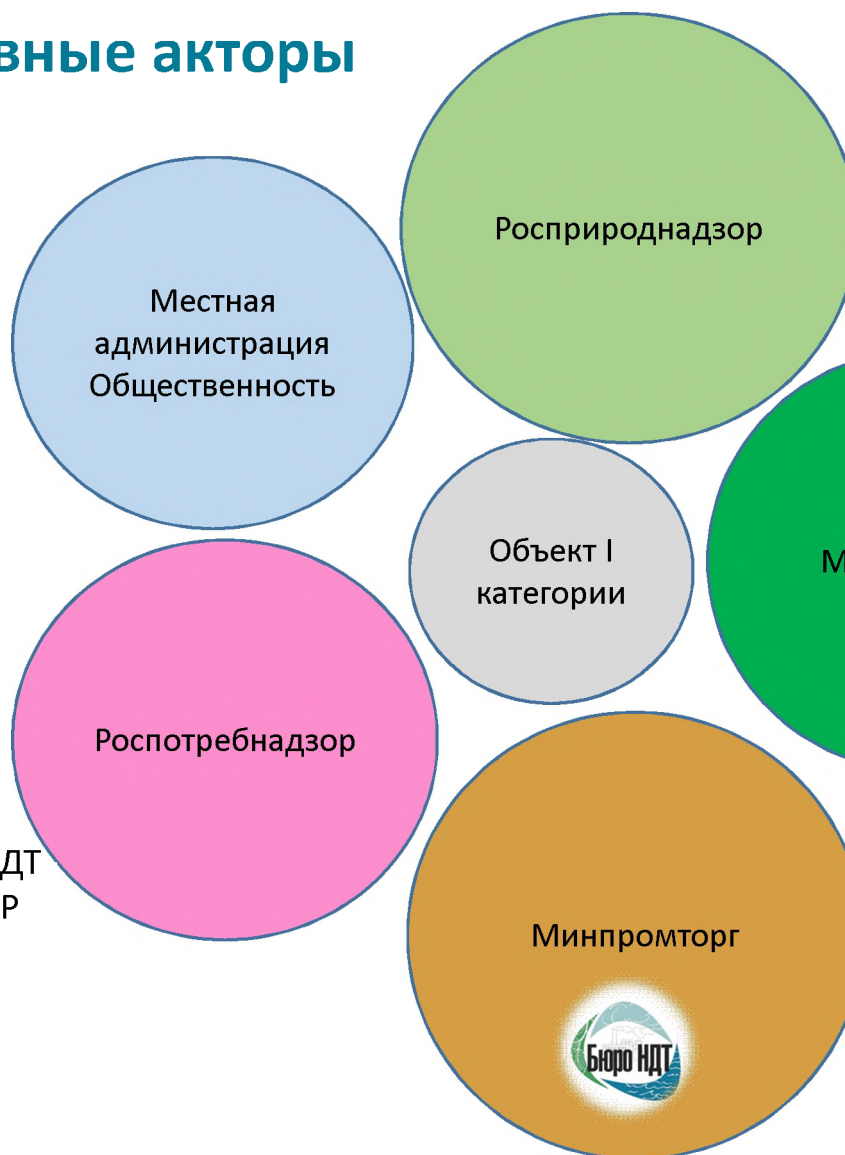 вные акторы
Росприроднадзор
Местная
администрация
Общественность
Объект I
категории
М
Роспотребнадзор
ДТ
Р
Минпромторг
Бюро НДТ